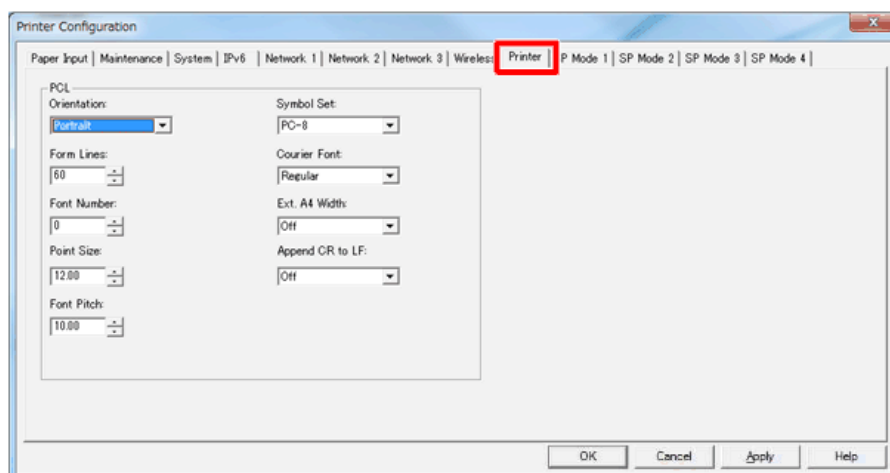 Printer Configuration
Paper Input | Maintenance | System | IPv6 | Network 1 | Network 2 | Network 3 | Wireless | Printer | P Mode 1 | SP Mode 2 | SP Mode 3 | SP Mode 4
PCL
Orientation:
Portrait
Form Lines:
60
Font Number:
0
Point Size:
12.00
Font Pitch:
10.00
Symbol Set:
PC-8
Courier Font:
Regular
Ext. A4 Width:
Off
Append CR to LF:
Off
OK Cancel Apply Help